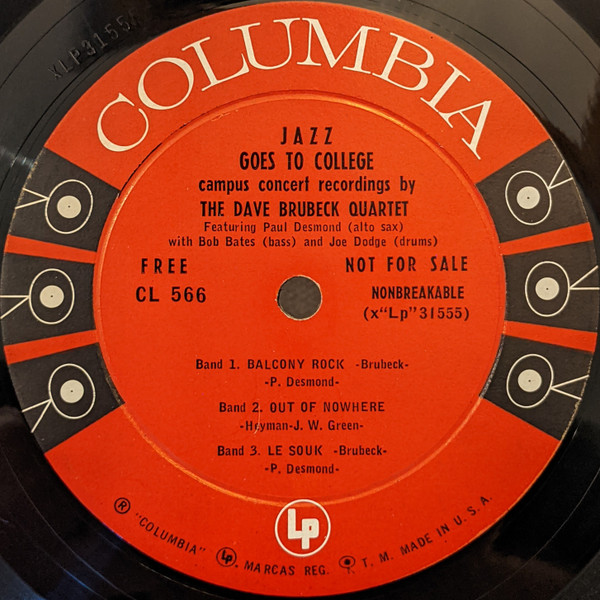 XLP3155
COLUMBIA
JAZZ
GOES TO COLLEGE
campus concert recordings by
THE DAVE BRUBECK QUARTET
Featuring Paul Desmond (alto sax)
with Bob Bates (bass) and Joe Dodge (drums)
FREE NOT FOR SALE
CL 566 NONBREAKABLE
(x"Lp"31555)
Band 1. BALCONY ROCK -Brubeck-
-P. Desmond-
Band 2. OUT OF NOWHERE
-Heyman-J. W. Green-
Band 3. LE SOUK -Brubeck-
-P. Desmond-
Lp
® "COLUMBIA" Lp. MARCAS REG. T. M. MADE IN U. S. A.